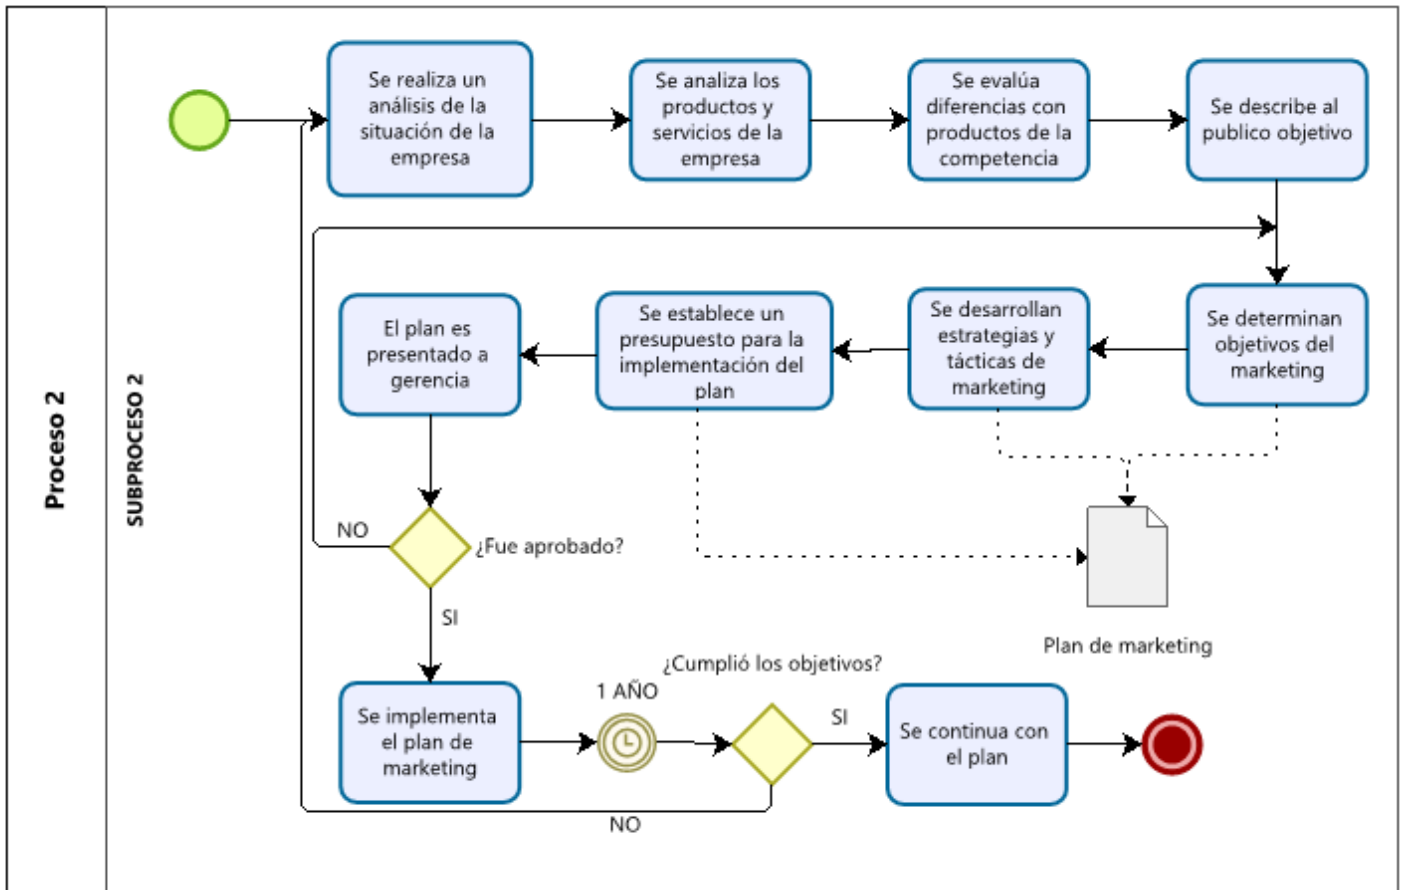 Proceso 2
SUBPROCESO 2
Se realiza un
análisis de la
situación de la
empresa
Se analiza los
productos y
servicios de la
empresa
Se evalúa
diferencias con
productos de la
competencia
Se describe al
publico objetivo
Se determinan
objetivos del
marketing
Se desarrollan
estrategias y
tácticas de
marketing
Se establece un
presupuesto para la
implementación del
plan
El plan es
presentado a
gerencia
NO
¿Fue aprobado?
SI
Plan de marketing
Se implementa
el plan de
marketing
1 AÑO
¿Cumplió los objetivos?
SI
Se continua con
el plan
NO